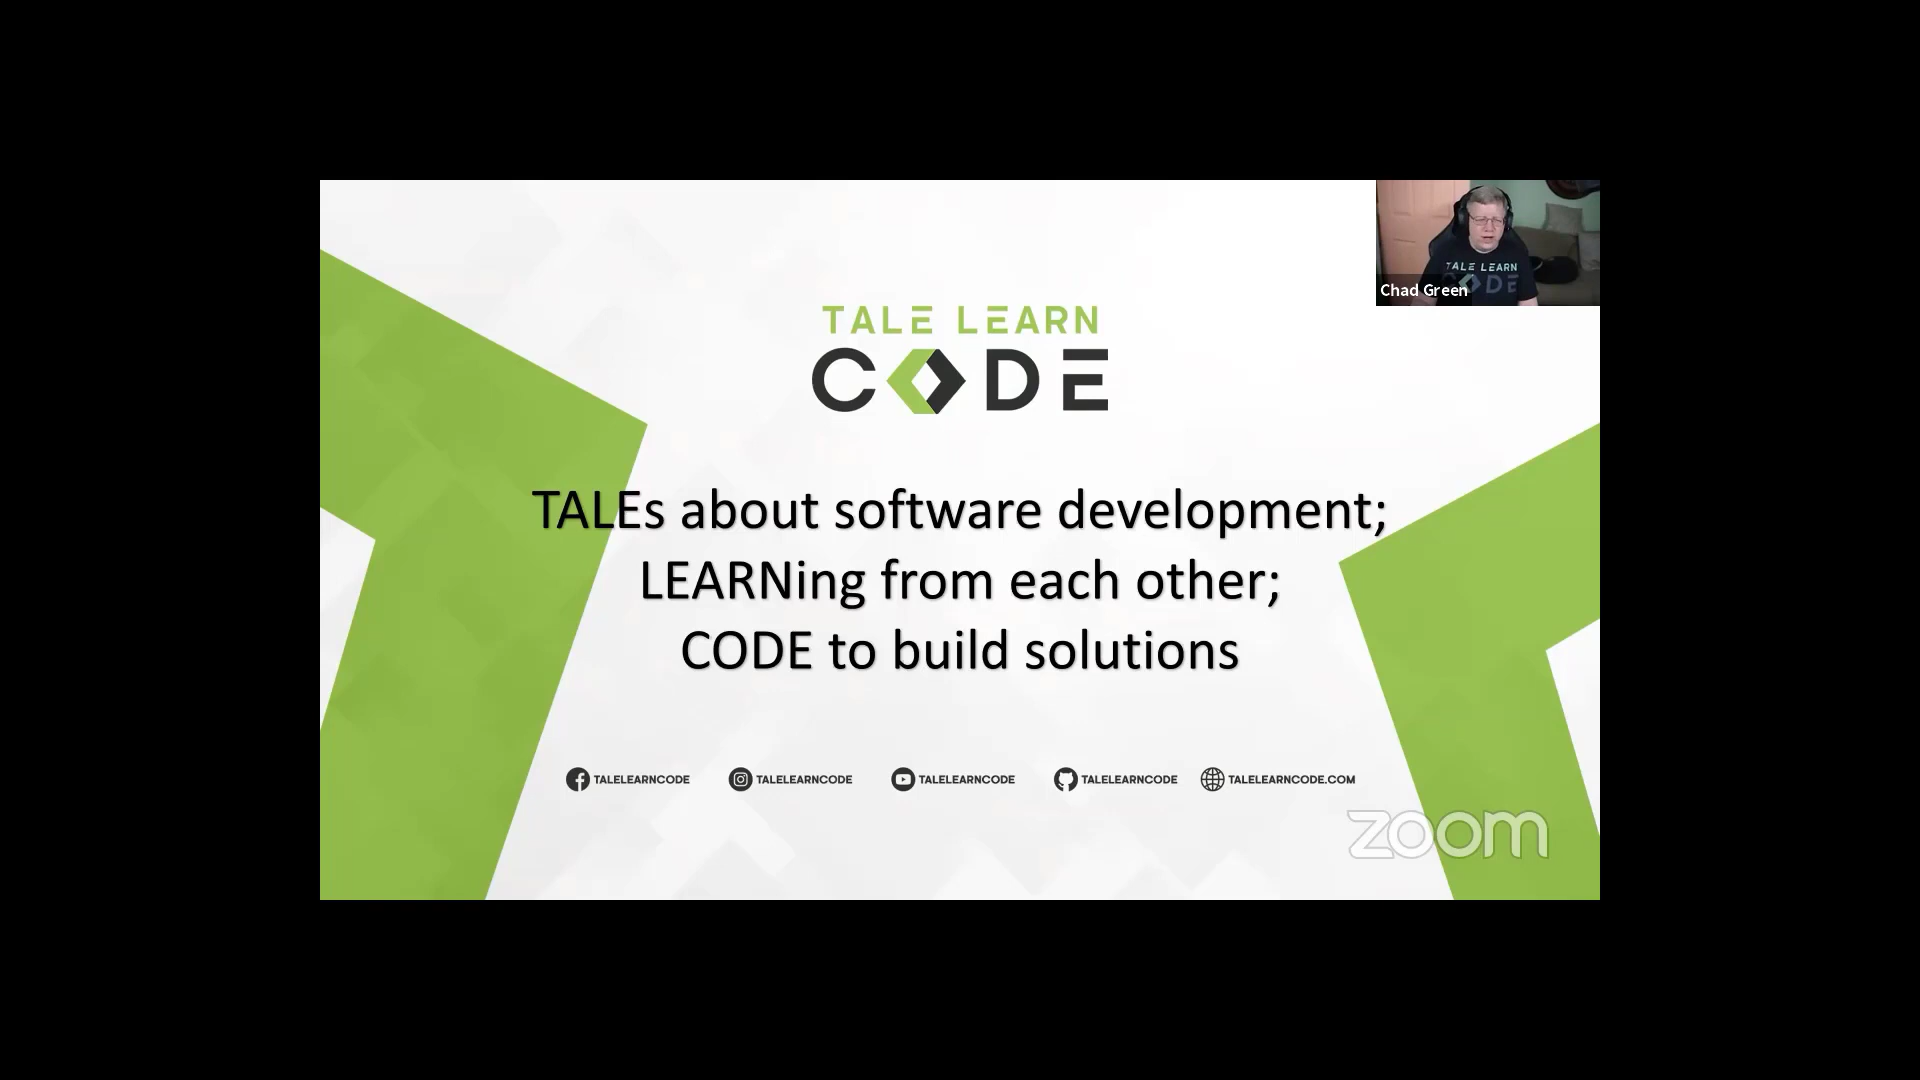 TALE LEARN
CODE
TALE LEARN
CODE
Chad Green
TALEs about software development;
LEARNing from each other;
CODE to build solutions
TALELEARNCODE
TALELEARNCODE
TALELEARNCODE
TALELEARNCODE
TALELEARNCODE.COM
zoom